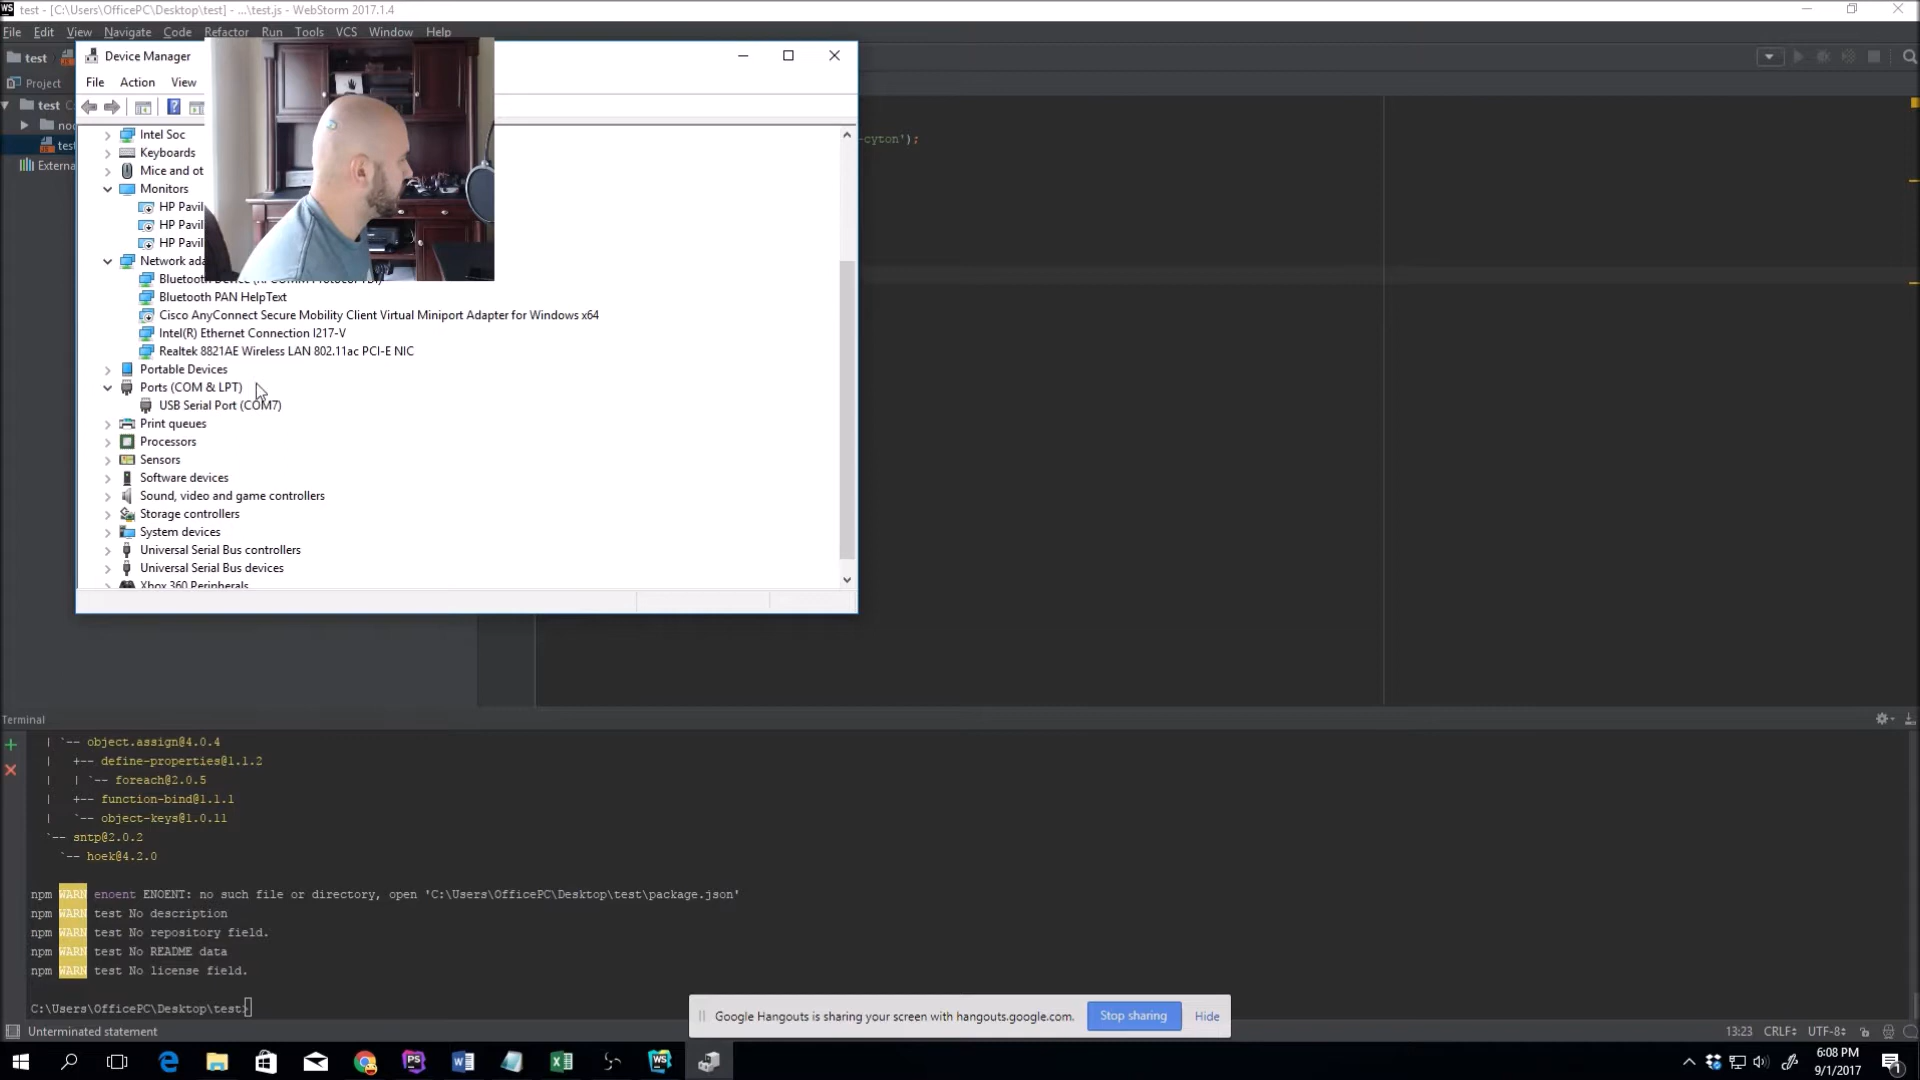 test - [C:\Users\OfficePC\Desktop\test] - ...\test.js - WebStorm 2017.1.4
File Edit View Navigate Code Refactor Run Tools VCS Window Help
test
Device Manager
Project
File Action View
test
test
Externa
-cyton');
Intel Soc
Keyboards
Mice and ot
Monitors
HP Pavil
HP Pavil
HP Pavil
Network ada
Bluetooth
Bluetooth PAN HelpText
Cisco AnyConnect Secure Mobility Client Virtual Miniport Adapter for Windows x64
Intel(R) Ethernet Connection I217-V
Realtek 8821AE Wireless LAN 802.11ac PCI-E NIC
Portable Devices
Ports (COM & LPT)
USB Serial Port (COM7)
Print queues
Processors
Sensors
Software devices
Sound, video and game controllers
Storage controllers
System devices
Universal Serial Bus controllers
Universal Serial Bus devices
Xbox 360 Peripherals
Terminal
| `-- object.assign@4.0.4
| +-- define-properties@1.1.2
| | `-- foreach@2.0.5
| +-- function-bind@1.1.1
| `-- object-keys@1.0.11
`-- sntp@2.0.2
`-- hoek@4.2.0
npm WARN enoent ENOENT: no such file or directory, open 'C:\Users\OfficePC\Desktop\test\package.json'
npm WARN test No description
npm WARN test No repository field.
npm WARN test No README data
npm WARN test No license field.
C:\Users\OfficePC\Desktop\test>
Google Hangouts is sharing your screen with hangouts.google.com. Stop sharing Hide
Unterminated statement 13:23 CRLF UTF-8
6:08 PM
9/1/2017